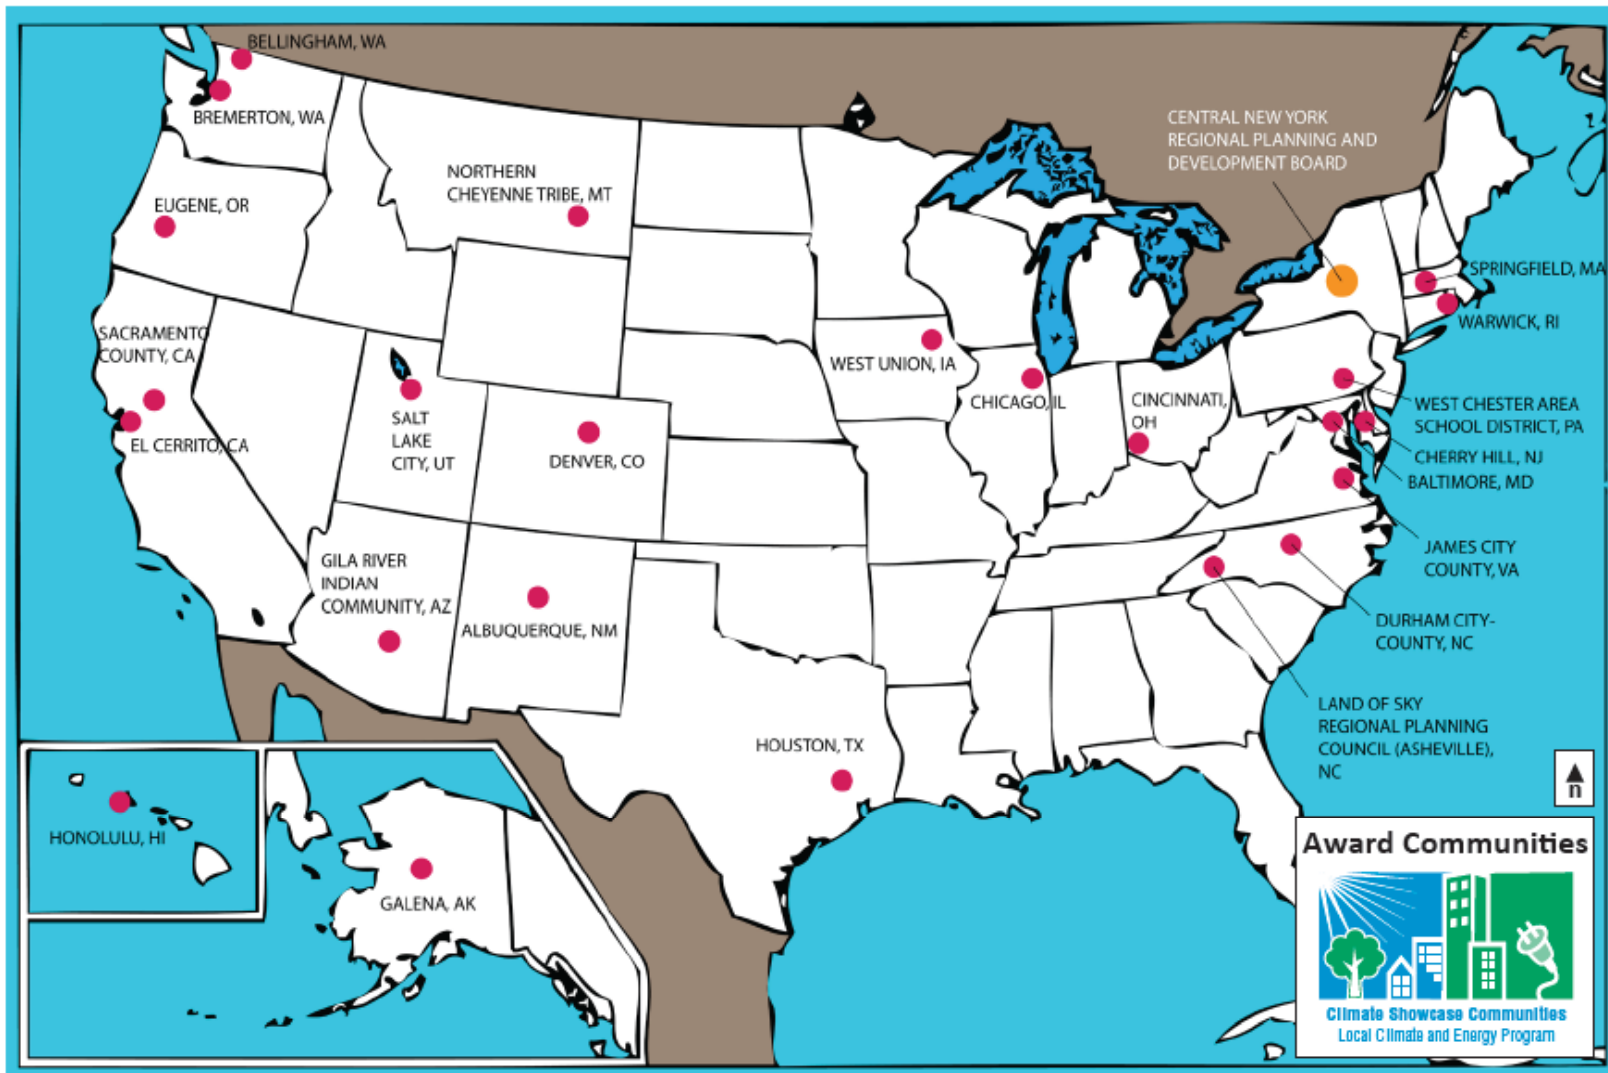 BELLINGHAM, WA
BREMERTON, WA
CENTRAL NEW YORK
REGIONAL PLANNING AND
DEVELOPMENT BOARD
NORTHERN
CHEYENNE TRIBE, MT
EUGENE, OR
SPRINGFIELD, MA
WARWICK, RI
SACRAMENTO
COUNTY, CA
WEST UNION, IA
CHICAGO, IL
CINCINNATI,
OH
WEST CHESTER AREA
SCHOOL DISTRICT, PA
SALT
LAKE
CITY, UT
EL CERRITO, CA
DENVER, CO
CHERRY HILL, NJ
BALTIMORE, MD
JAMES CITY
COUNTY, VA
GILA RIVER
INDIAN
COMMUNITY, AZ
ALBUQUERQUE, NM
DURHAM CITY-
COUNTY, NC
LAND OF SKY
REGIONAL PLANNING
COUNCIL (ASHEVILLE),
NC
HOUSTON, TX
n
HONOLULU, HI
GALENA, AK
Award Communities
Climate Showcase Communities
Local Climate and Energy Program